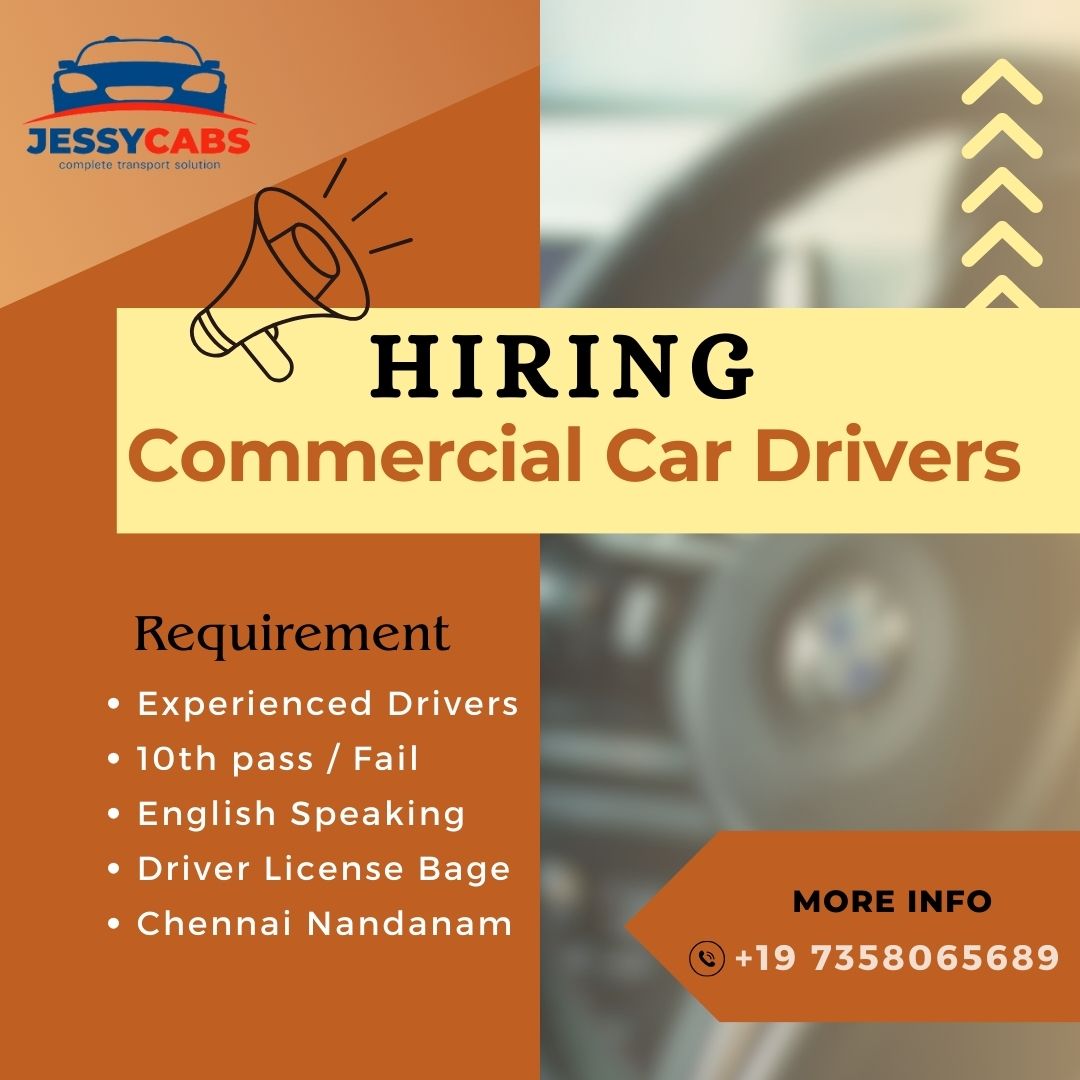 JESSYCABS
complete transport solution
HIRING
Commercial Car Drivers
Requirement
• Experienced Drivers
• 10th pass / Fail
• English Speaking
• Driver License Bage
• Chennai Nandanam
MORE INFO
+19 7358065689